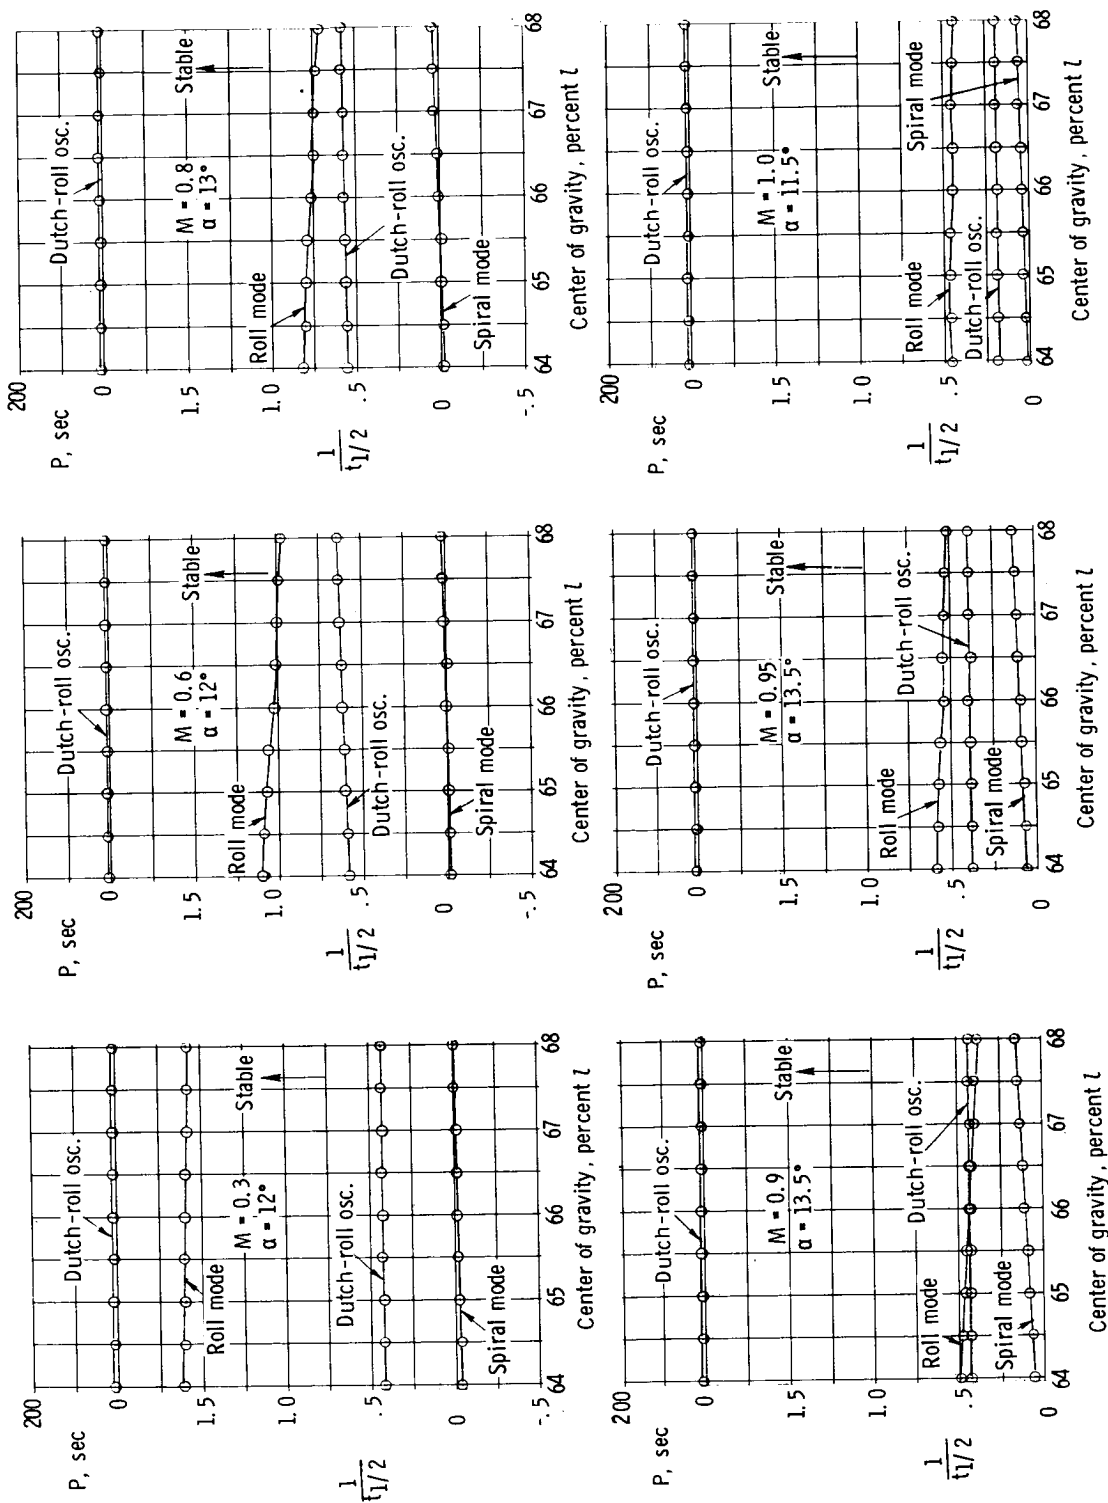 P, sec
200
0
Dutch-roll osc.
1.5
Roll mode
M = 0.3
α = 12°
Stable
1.0
1
t1/2
.5
Dutch-roll osc.
0
Spiral mode
-.5
64 65 66 67 68
Center of gravity, percent l
P, sec
200
0
Dutch-roll osc.
1.5
M = 0.6
α = 12°
Stable
Roll mode
1.0
1
t1/2
.5
Dutch-roll osc.
0
Spiral mode
-.5
64 65 66 67 68
Center of gravity, percent l
P, sec
200
Dutch-roll osc.
0
1.5
M = 0.8
α = 13°
Stable
Roll mode
1.0
1
t1/2
.5
Dutch-roll osc.
0
Spiral mode
-.5
64 65 66 67 68
Center of gravity, percent l
P, sec
200
Dutch-roll osc.
0
1.5
M = 0.9
α = 13.5°
Stable
1.0
1
t1/2
Roll mode
Dutch-roll osc.
.5
Spiral mode
0
64 65 66 67 68
Center of gravity, percent l
P, sec
200
Dutch-roll osc.
0
1.5
M = 0.95
α = 13.5°
Stable
1.0
1
t1/2
Roll mode
Dutch-roll osc.
.5
Spiral mode
0
64 65 66 67 68
Center of gravity, percent l
P, sec
200
Dutch-roll osc.
0
1.5
M = 1.0
α = 11.5°
Stable
1.0
1
t1/2
Roll mode
Spiral mode
.5
Dutch-roll osc.
0
64 65 66 67 68
Center of gravity, percent l